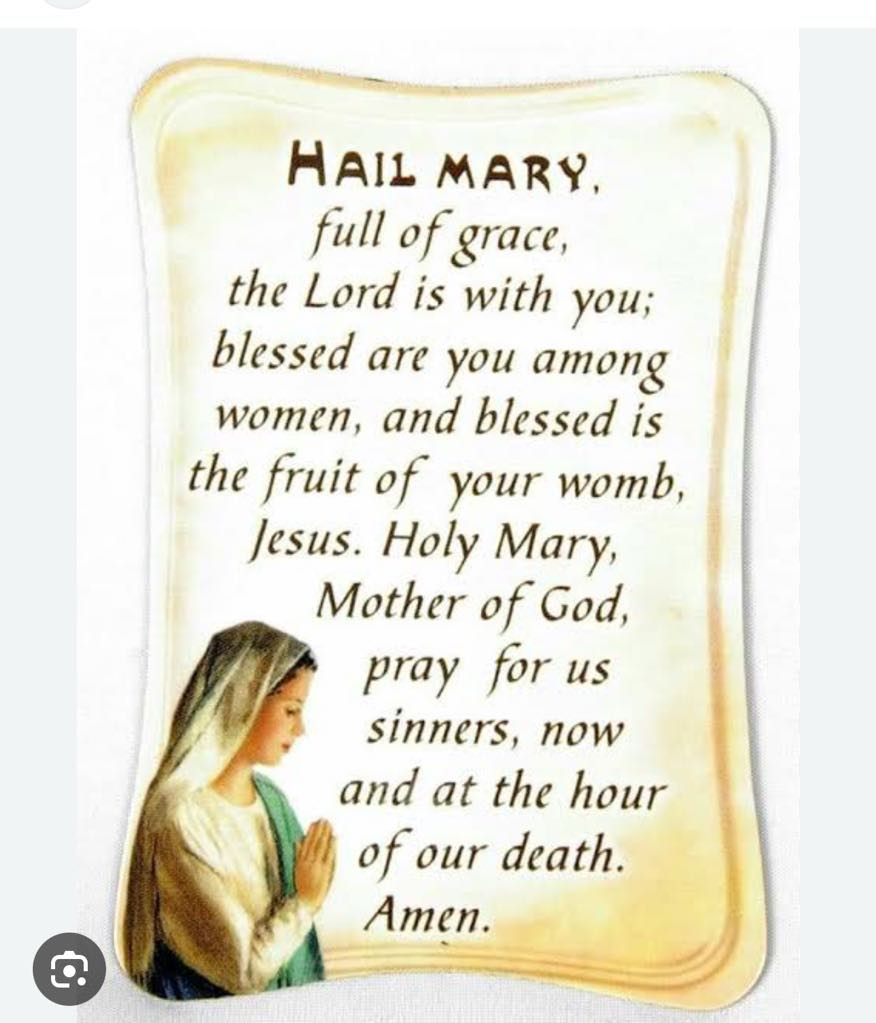 HAIL MARY,
full of grace,
the Lord is with you;
blessed are you among
women, and blessed is
the fruit of your womb,
Jesus. Holy Mary,
Mother of God,
pray for us
sinners, now
and at the hour
of our death.
Amen.